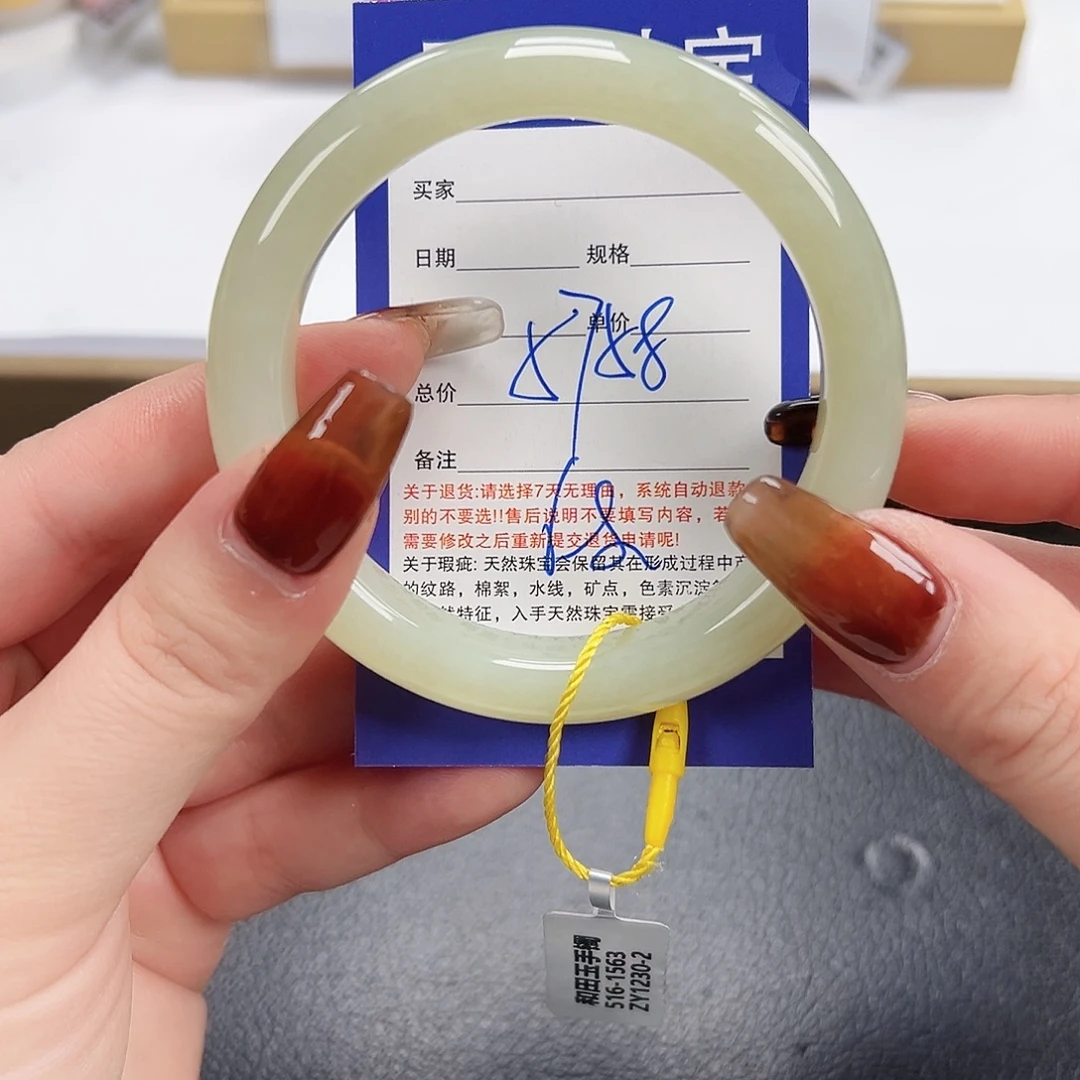 宝
买家
日期 规格
单价
总价
备注
关于退货:请选择7天无理由，系统自动退款
别的不要选!!售后说明不要填写内容，若
需要修改之后重新提交退货申请呢!
关于瑕疵: 天然珠宝会保留其在形成过程中产
的纹路，棉絮，水线，矿点，色素沉淀等
特征，入手天然珠宝需接受
和田玉手镯
516-1563
ZY1230-2